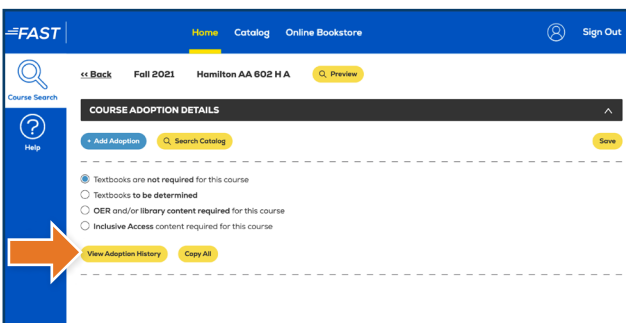 FAST
Home Catalog Online Bookstore Sign Out
Course Search
Help
<< Back Fall 2021 Hamilton AA 602 H A Preview
COURSE ADOPTION DETAILS
+ Add Adoption Search Catalog Save
Textbooks are not required for this course
Textbooks to be determined
OER and/or library content required for this course
Inclusive Access content required for this course
View Adoption History Copy All